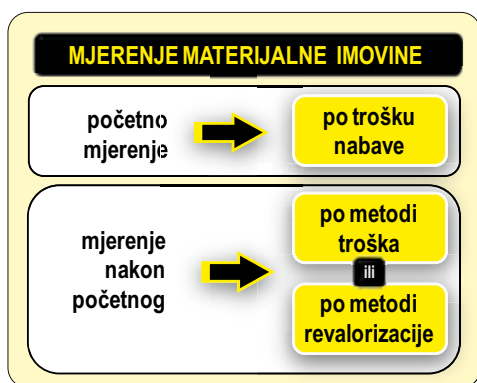 MJERENJE MATERIJALNE IMOVINE
početno
mjerenje
po trošku
nabave
mjerenje
nakon
početnog
po metodi
troška
ili
po metodi
revalorizacije